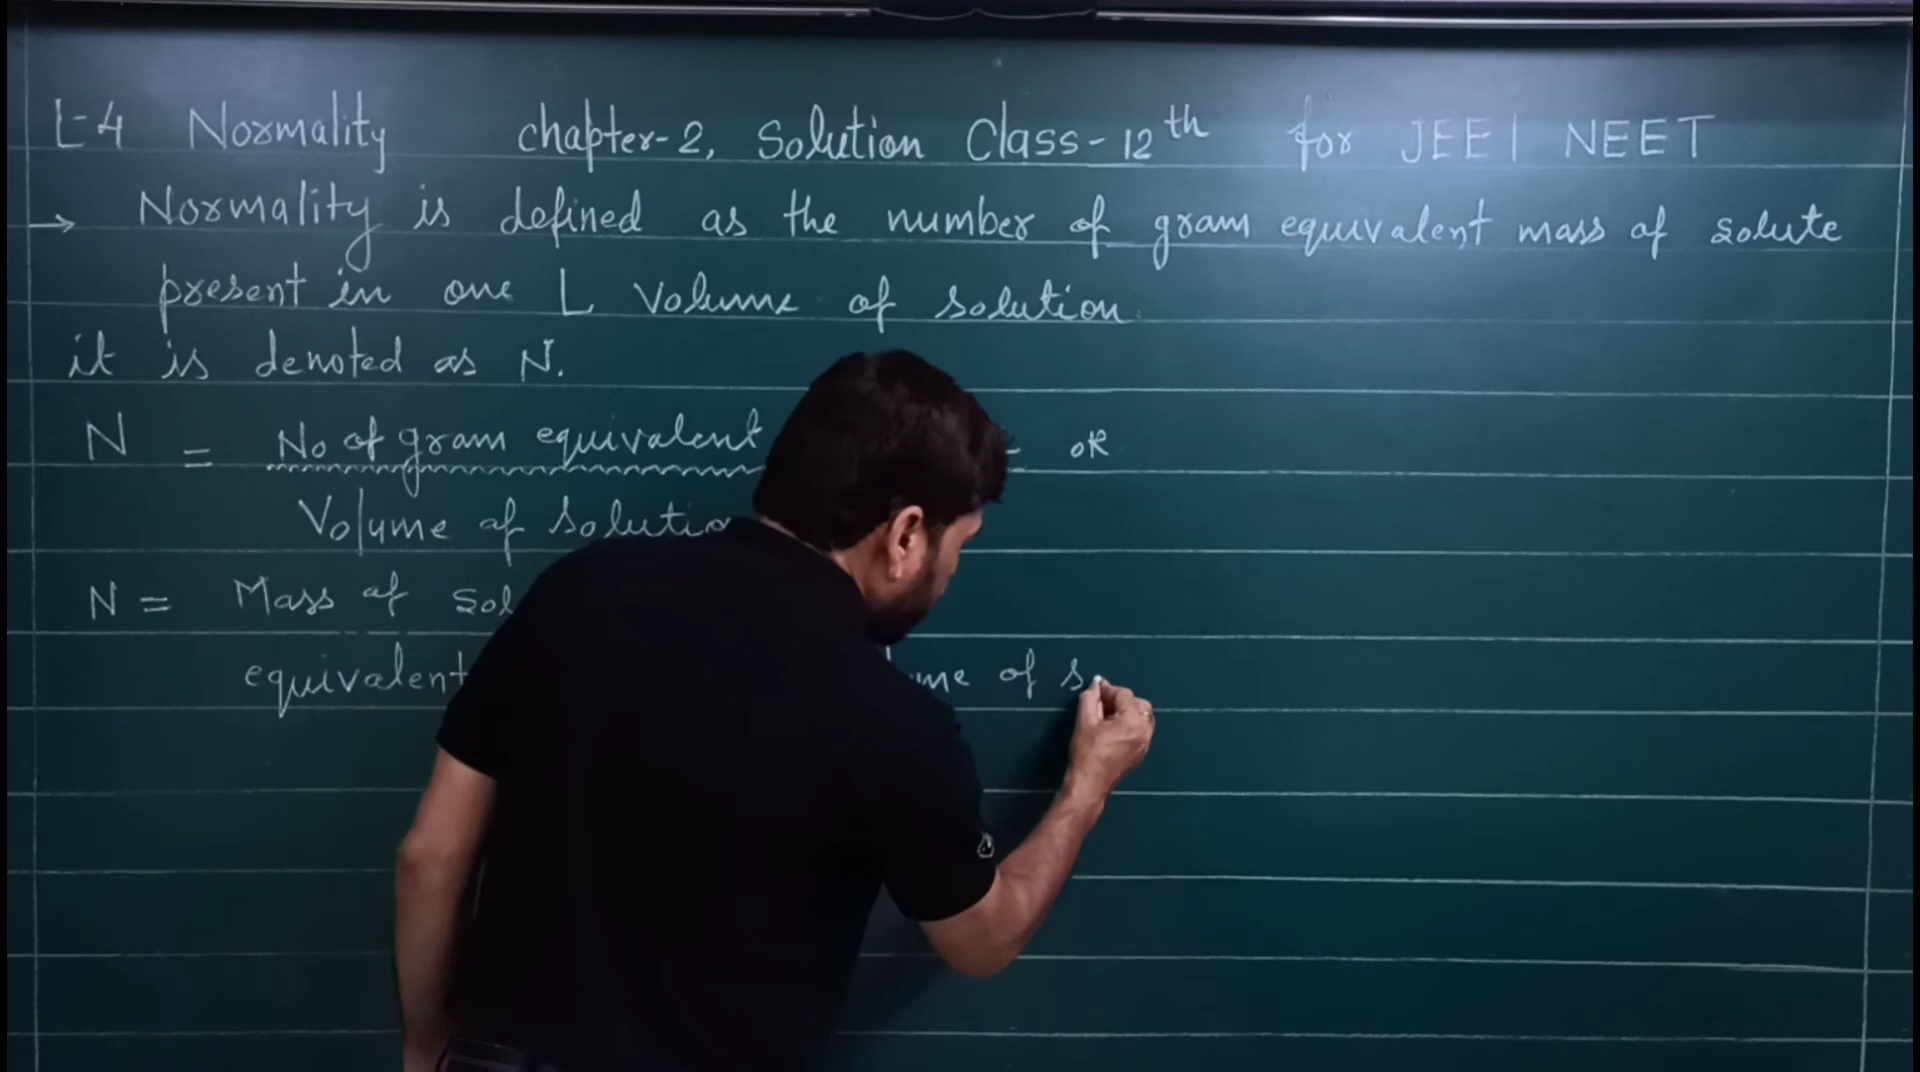 L-4 Normality chapter-2, Solution Class-12th for JEE| NEET
→ Normality is defined as the number of gram equivalent mass of solute
present in one L Volume of solution.
it is denoted as N.
N = No of gram equivalent - OR
Volume of solutio
N = Mass of sol
equivalent me of s